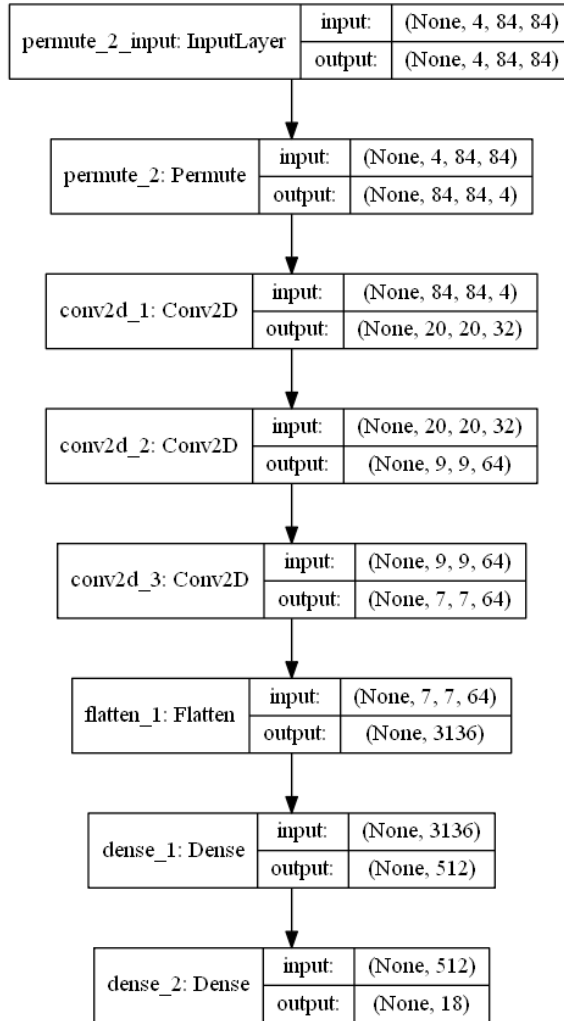 permute_2_input: InputLayer
input: (None, 4, 84, 84)
output: (None, 4, 84, 84)
permute_2: Permute
input: (None, 4, 84, 84)
output: (None, 84, 84, 4)
conv2d_1: Conv2D
input: (None, 84, 84, 4)
output: (None, 20, 20, 32)
conv2d_2: Conv2D
input: (None, 20, 20, 32)
output: (None, 9, 9, 64)
conv2d_3: Conv2D
input: (None, 9, 9, 64)
output: (None, 7, 7, 64)
flatten_1: Flatten
input: (None, 7, 7, 64)
output: (None, 3136)
dense_1: Dense
input: (None, 3136)
output: (None, 512)
dense_2: Dense
input: (None, 512)
output: (None, 18)